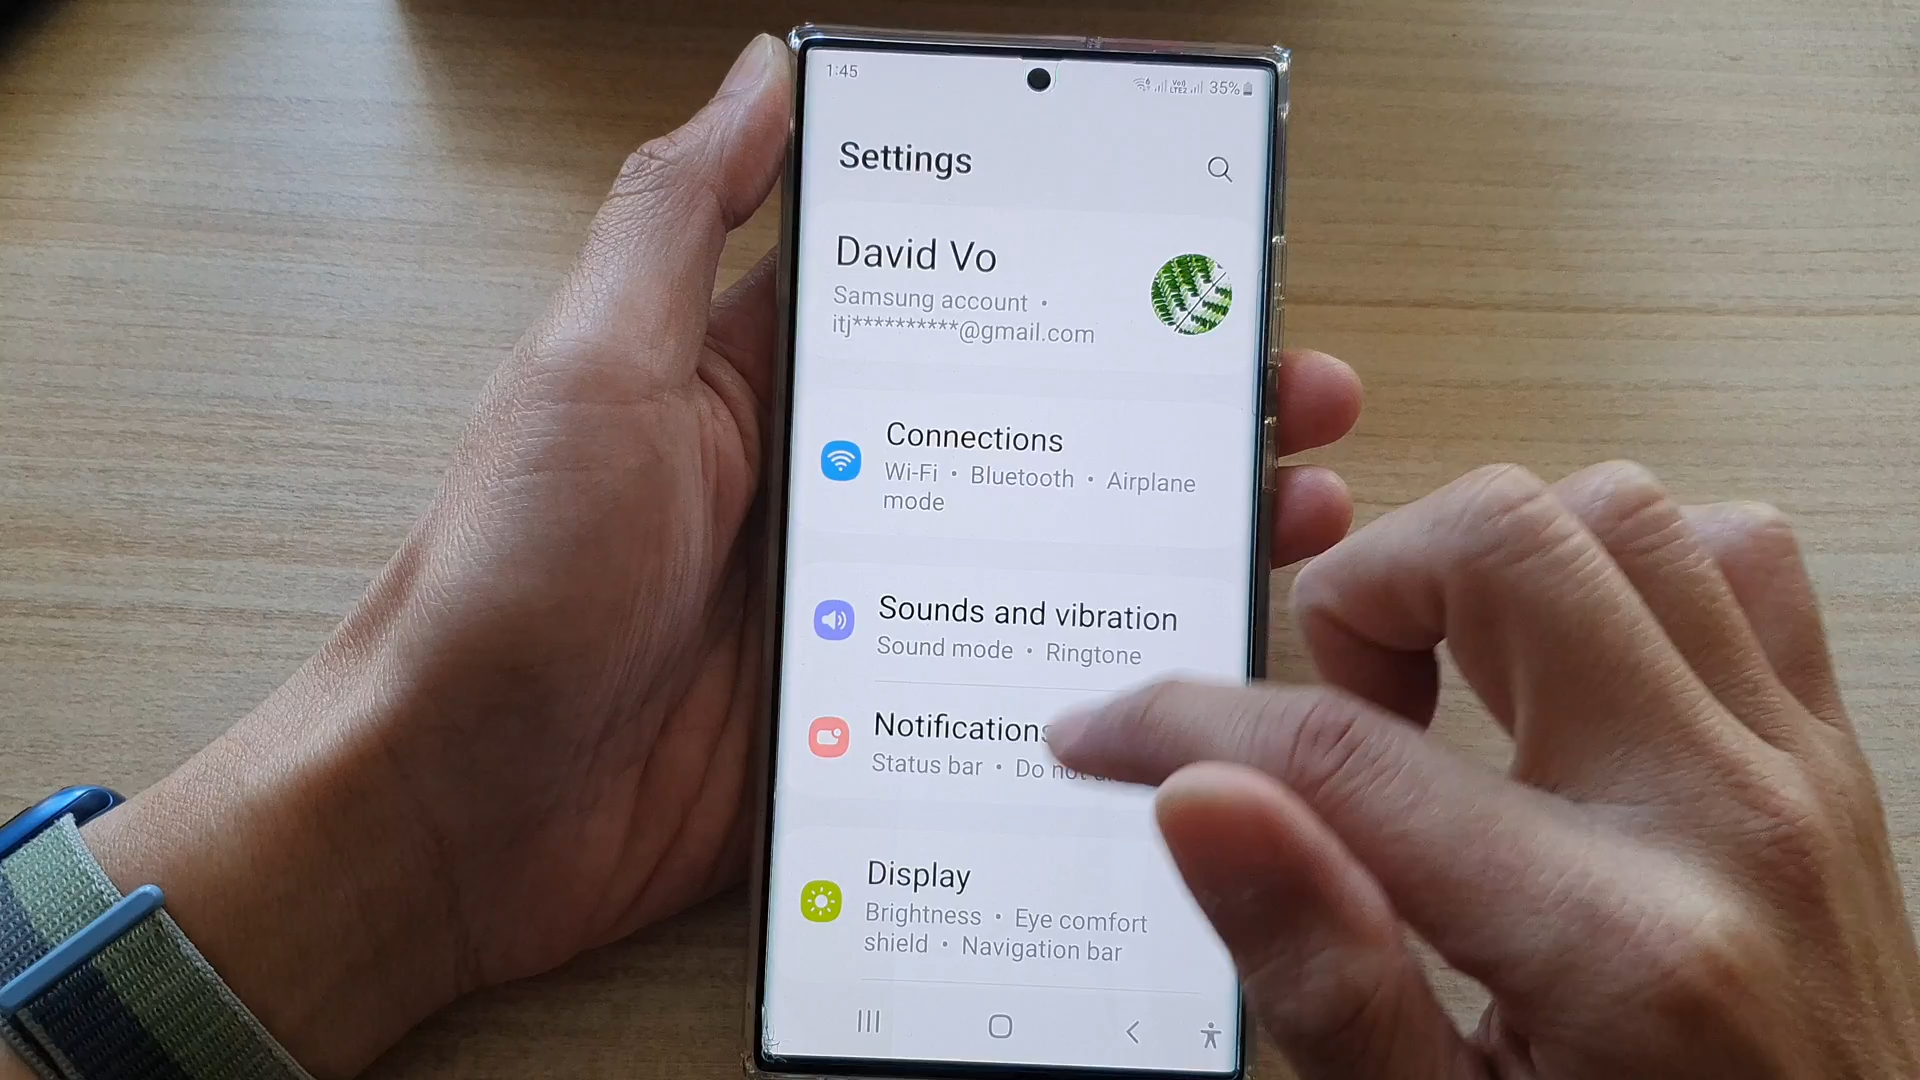 1:45
35%
Settings
David Vo
Samsung account •
itj**********@gmail.com
Connections
Wi-Fi • Bluetooth • Airplane
mode
Sounds and vibration
Sound mode • Ringtone
Notifications
Status bar • Do not
Display
Brightness • Eye comfort
shield • Navigation bar